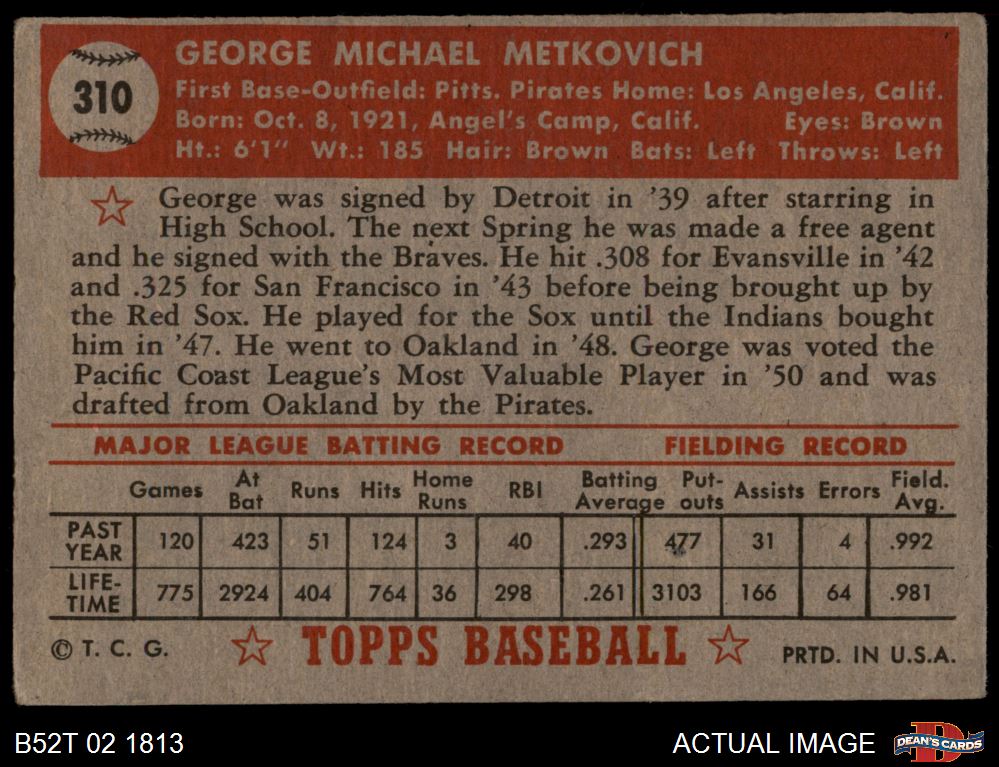 310
GEORGE MICHAEL METKOVICH
First Base-Outfield: Pitts. Pirates Home: Los Angeles, Calif.
Born: Oct. 8, 1921, Angel's Camp, Calif. Eyes: Brown
Ht.: 6'1" Wt.: 185 Hair: Brown Bats: Left Throws: Left
George was signed by Detroit in '39 after starring in
High School. The next Spring he was made a free agent
and he signed with the Braves. He hit .308 for Evansville in '42
and .325 for San Francisco in '43 before being brought up by
the Red Sox. He played for the Sox until the Indians bought
him in '47. He went to Oakland in '48. George was voted the
Pacific Coast League's Most Valuable Player in '50 and was
drafted from Oakland by the Pirates.
MAJOR LEAGUE BATTING RECORD FIELDING RECORD
Games At Bat Runs Hits Home Runs RBI Batting Average Put-outs Assists Errors Field. Avg.
PAST YEAR 120 423 51 124 3 40 .293 477 31 4 .992
LIFE-TIME 775 2924 404 764 36 298 .261 3103 166 64 .981
© T. C. G. TOPPS BASEBALL PRTD. IN U.S.A.
B52T 02 1813 ACTUAL IMAGE D DEAN'S CARDS